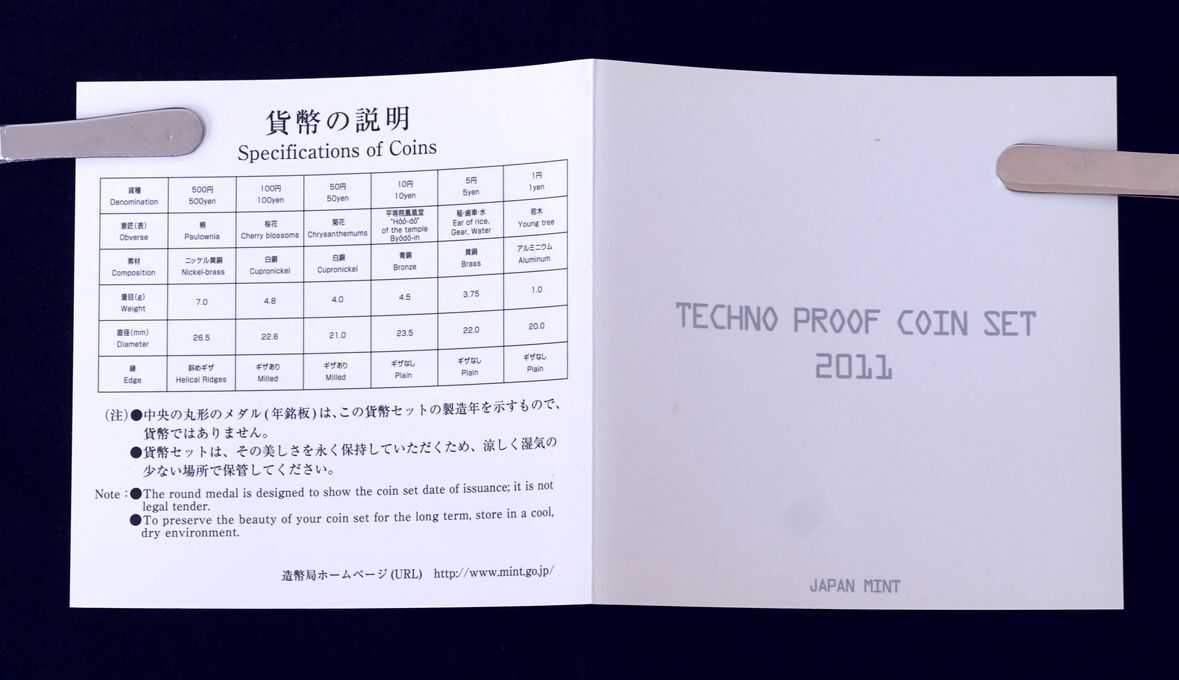 貨幣の説明
Specifications of Coins
貨種 500円 100円 50円 10円 5円 1円
Denomination 500yen 100yen 50yen 10yen 5yen 1yen
意匠(表) 桐 桜花 菊花 平等院鳳凰堂 稲・歯車・水 若木
Obverse Paulownia Cherry blossoms Chrysanthemums "Hōō-dō" of the temple Byōdō-in Ear of rice, Gear, Water Young tree
素材 ニッケル黄銅 白銅 白銅 青銅 黄銅 アルミニウム
Composition Nickel-brass Cupronickel Cupronickel Bronze Brass Aluminum
量目(g) Weight 7.0 4.8 4.0 4.5 3.75 1.0
直径(mm) Diameter 26.5 22.6 21.0 23.5 22.0 20.0
縁 斜めギザ ギザあり ギザあり ギザなし ギザなし ギザなし
Edge Helical Ridges Milled Milled Plain Plain Plain
(注)●中央の丸形のメダル(年銘板)は、この貨幣セットの製造年を示すもので、
貨幣ではありません。
●貨幣セットは、その美しさを永く保持していただくため、涼しく湿気の
少ない場所で保管してください。
Note:●The round medal is designed to show the coin set date of issuance; it is not
legal tender.
●To preserve the beauty of your coin set for the long term, store in a cool,
dry environment.
造幣局ホームページ(URL) http://www.mint.go.jp/
TECHNO PROOF COIN SET
2011
JAPAN MINT